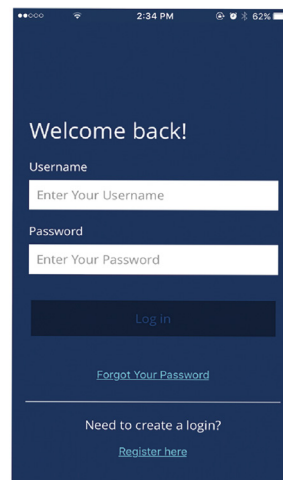 2:34 PM 62%
Welcome back!
Username
Enter Your Username
Password
Enter Your Password
Log in
Forgot Your Password
Need to create a login?
Register here